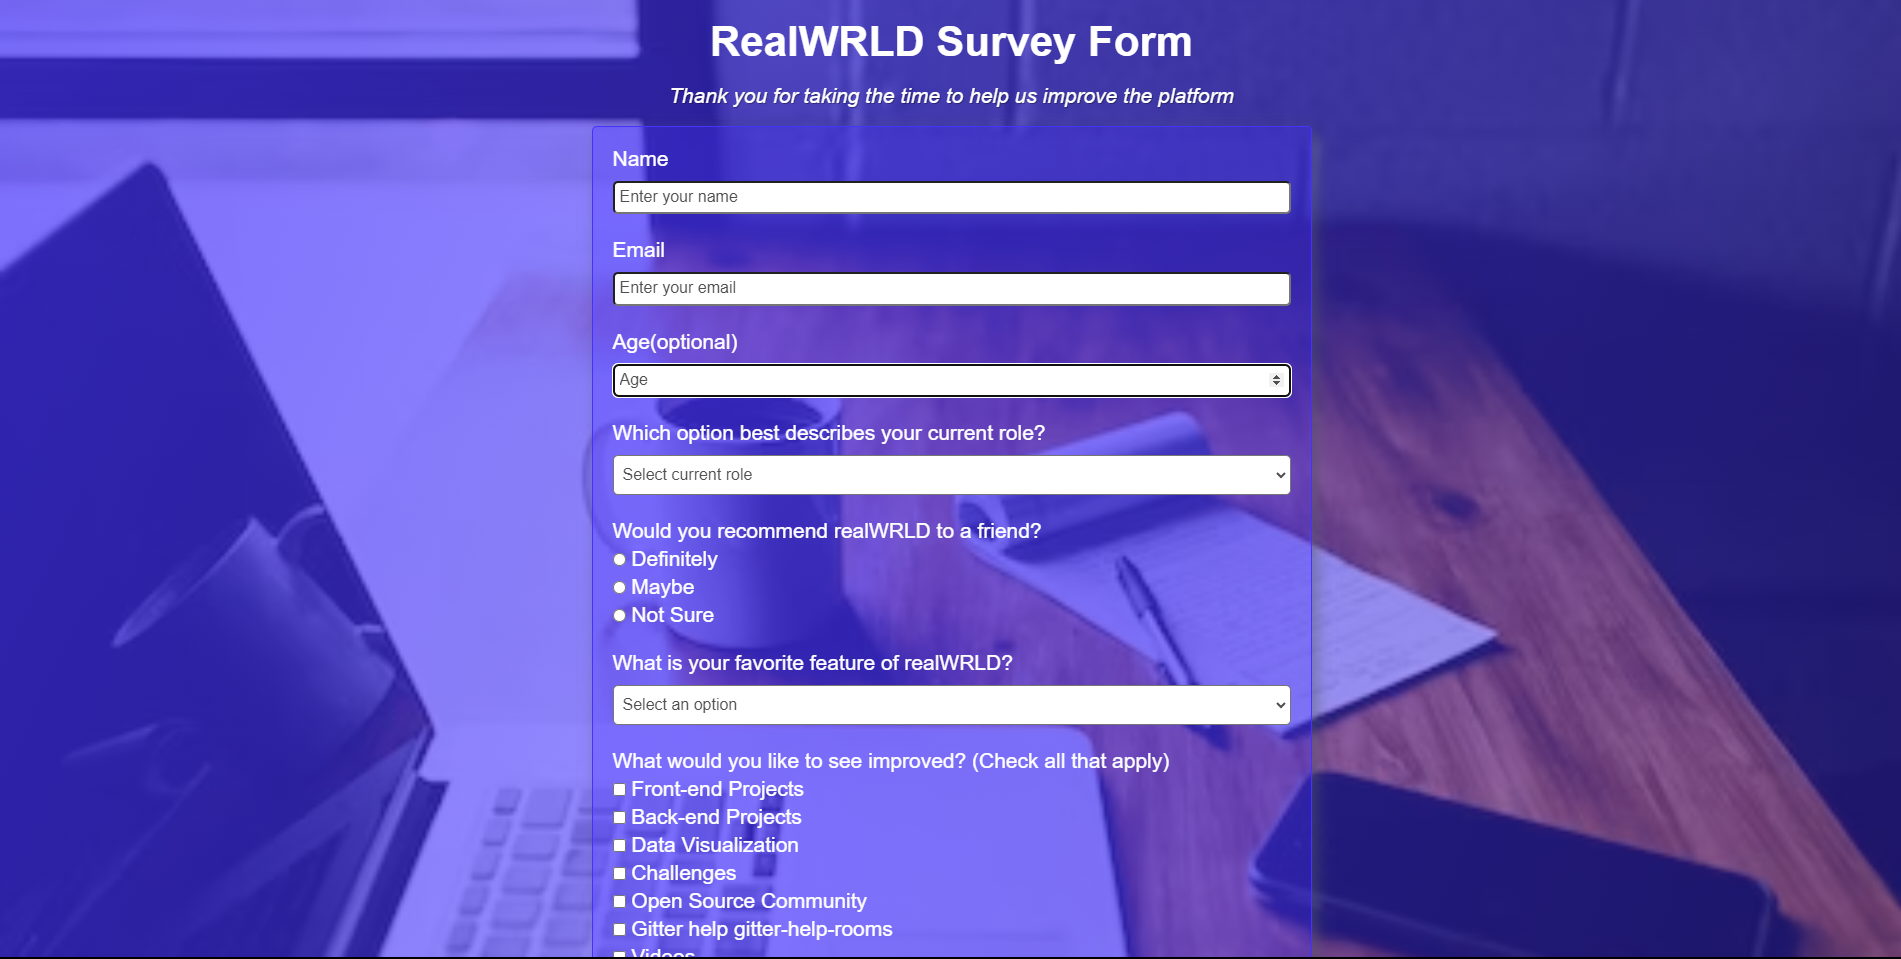 RealWRLD Survey Form
Thank you for taking the time to help us improve the platform
Name
Enter your name
Email
Enter your email
Age(optional)
Age
Which option best describes your current role?
Select current role
Would you recommend realWRLD to a friend?
Definitely
Maybe
Not Sure
What is your favorite feature of realWRLD?
Select an option
What would you like to see improved? (Check all that apply)
Front-end Projects
Back-end Projects
Data Visualization
Challenges
Open Source Community
Gitter help gitter-help-rooms
Videos